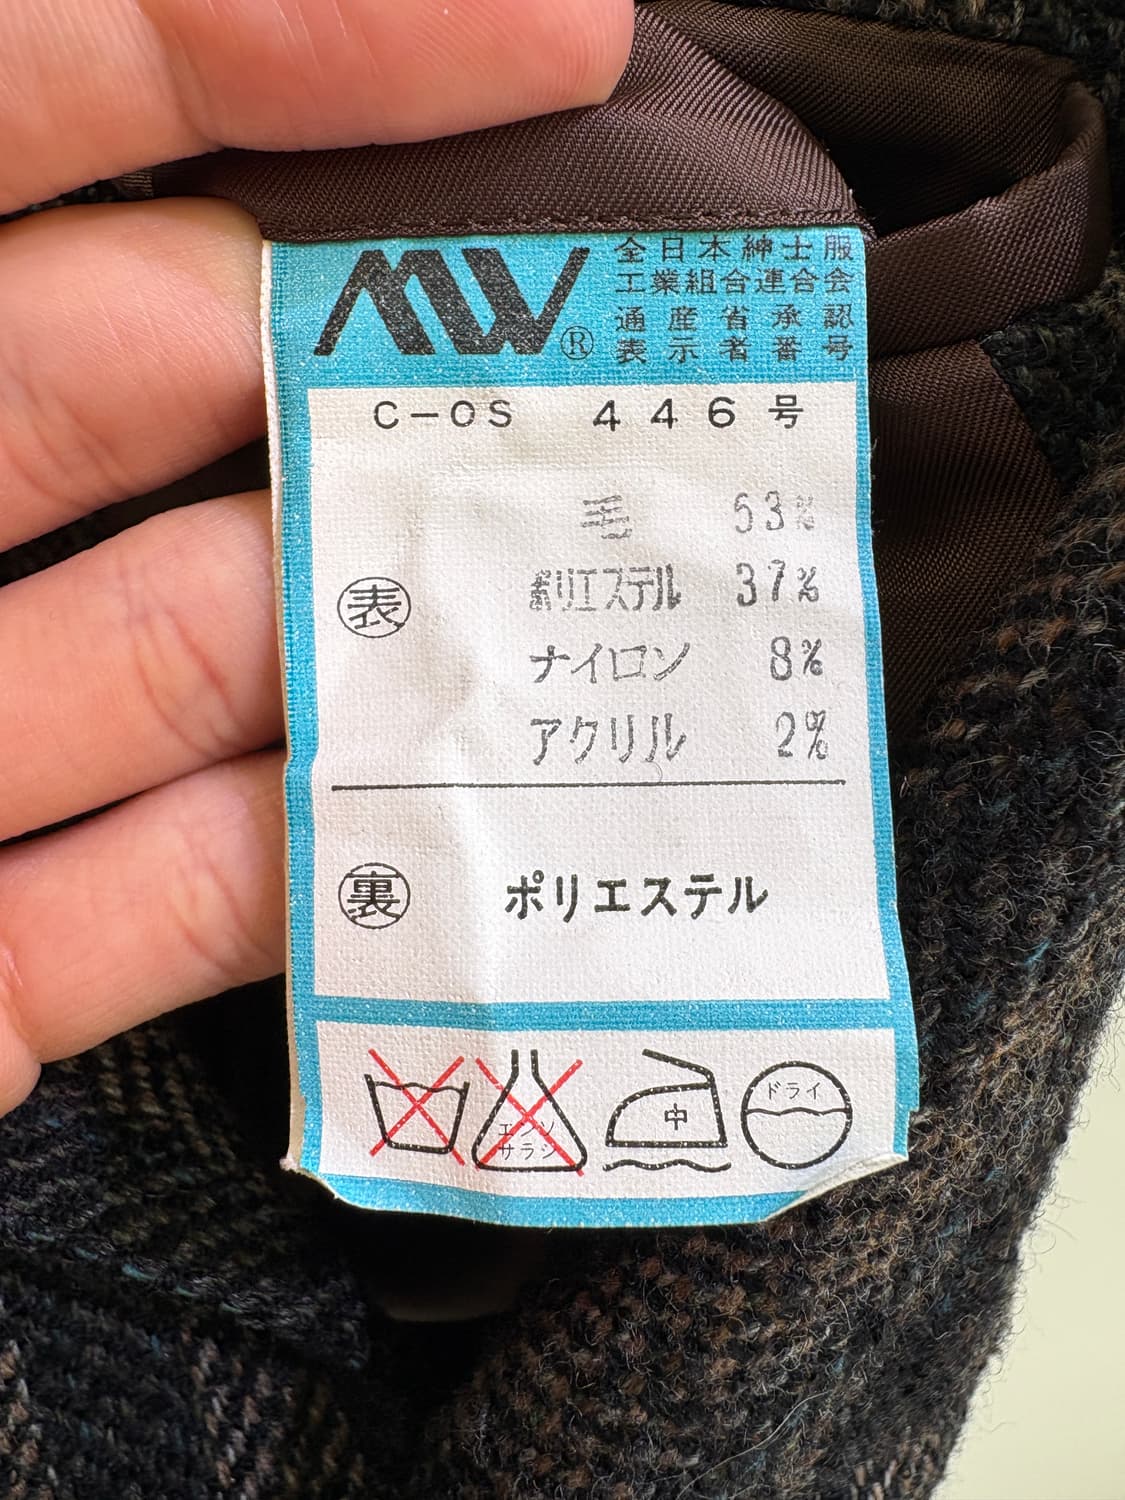 MW®
全日本紳士服
工業組合連合会
通産省承認
表示者番号
C-OS 446号
表
毛 53%
ポリエステル 37%
ナイロン 8%
アクリル 2%
裏
ポリエステル
エンソ
サラシ
中
ドライ